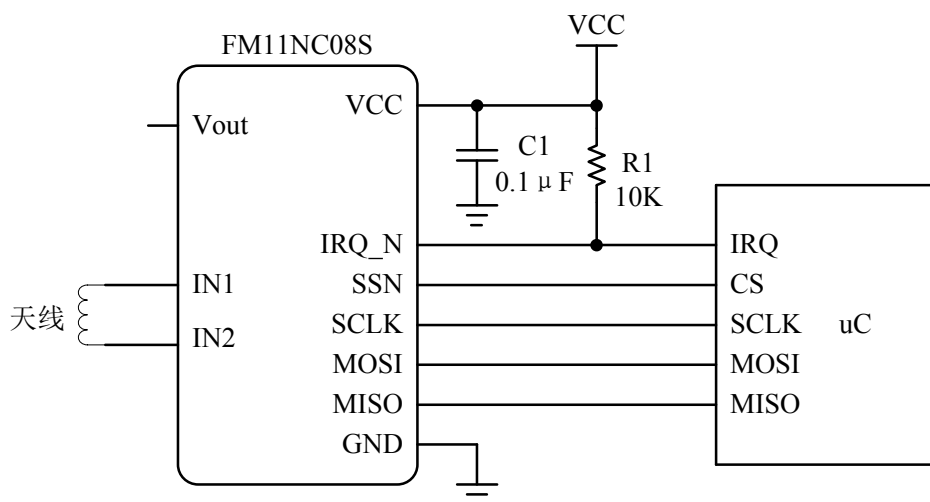 VCC
FM11NC08S
VCC
Vout
C1
0.1μF
R1
10K
IRQ_N
IRQ
IN1
SSN
CS
天线
SCLK
SCLK
uC
IN2
MOSI
MOSI
MISO
MISO
GND